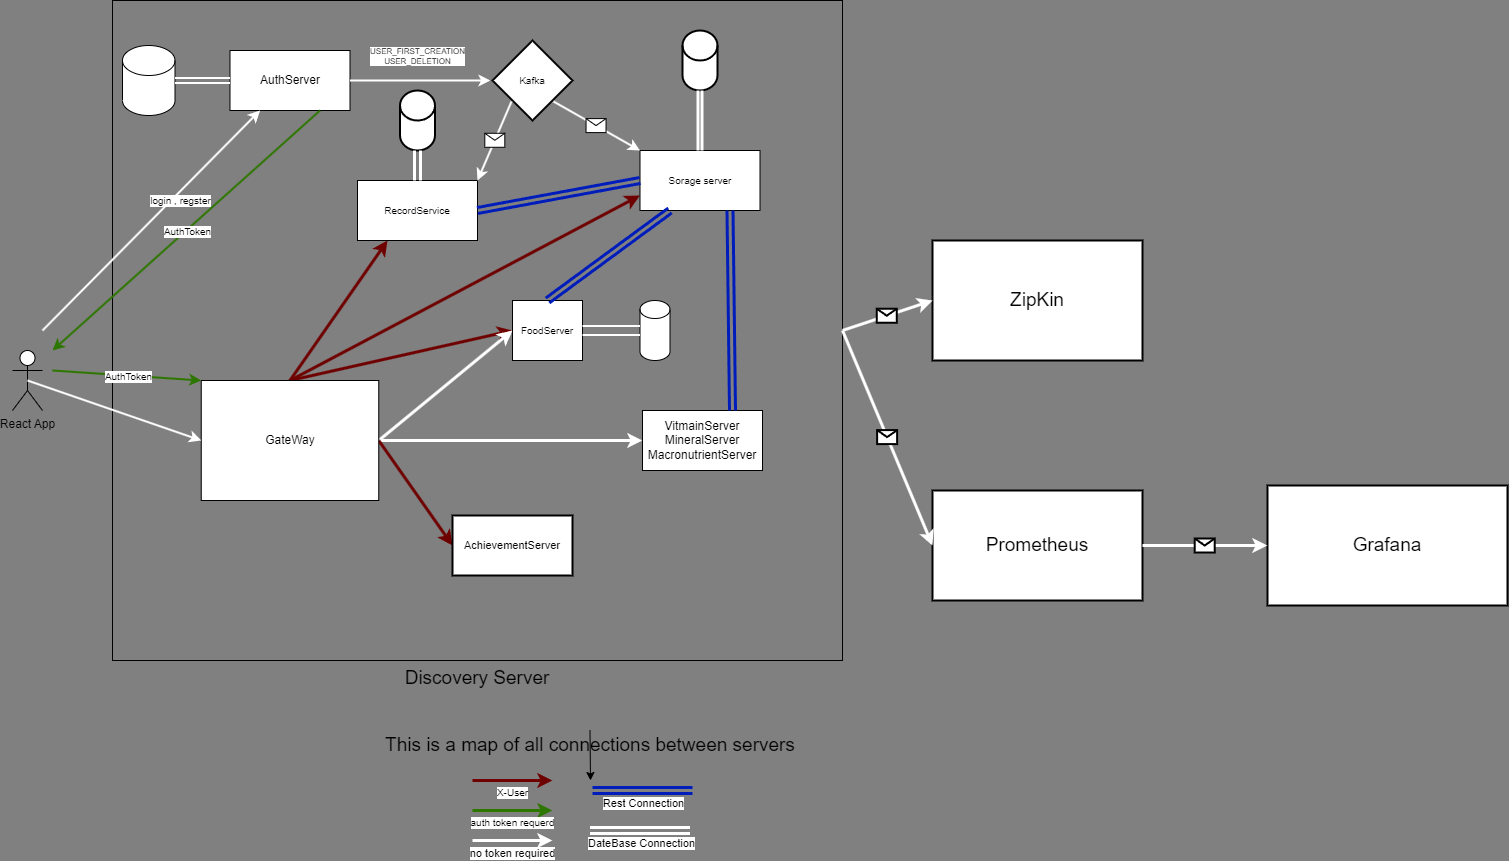 USER_FIRST_CREATION
USER_DELETION
AuthServer
Kafka
Sorage server
RecordService
login , regster
AuthToken
FoodServer
ZipKin
AuthToken
React App
GateWay
VitmainServer
MineralServer
MacronutrientServer
AchievementServer
Prometheus
Grafana
Discovery Server
This is a map of all connections between servers
X-User
Rest Connection
auth token requerd
DateBase Connection
no token required